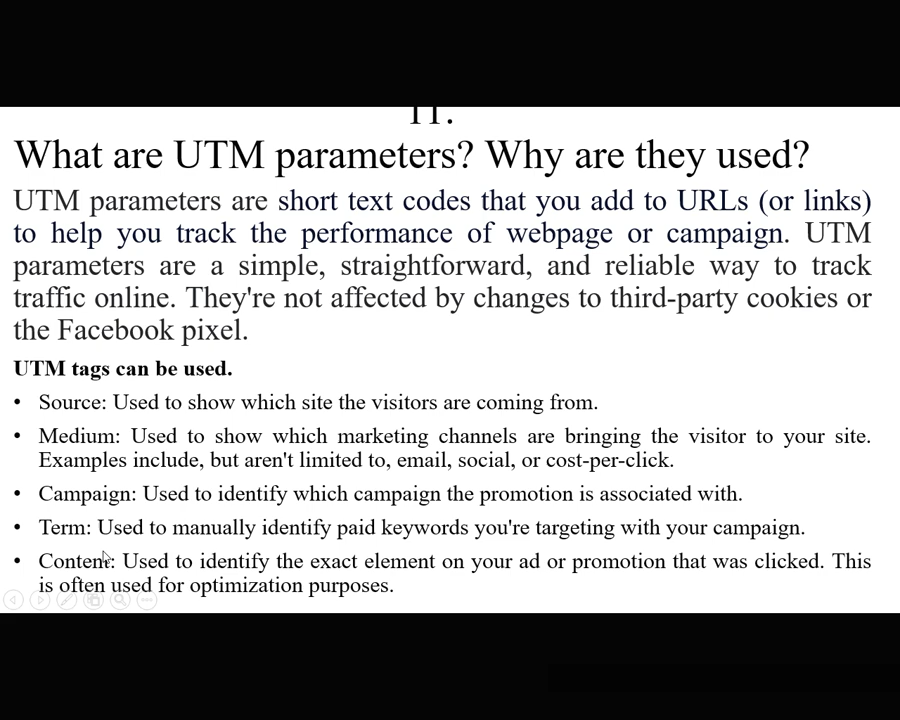 11.
What are UTM parameters? Why are they used?
UTM parameters are short text codes that you add to URLs (or links)
to help you track the performance of webpage or campaign. UTM
parameters are a simple, straightforward, and reliable way to track
traffic online. They're not affected by changes to third-party cookies or
the Facebook pixel.
UTM tags can be used.
• Source: Used to show which site the visitors are coming from.
• Medium: Used to show which marketing channels are bringing the visitor to your site.
Examples include, but aren't limited to, email, social, or cost-per-click.
• Campaign: Used to identify which campaign the promotion is associated with.
• Term: Used to manually identify paid keywords you're targeting with your campaign.
• Content: Used to identify the exact element on your ad or promotion that was clicked. This
is often used for optimization purposes.